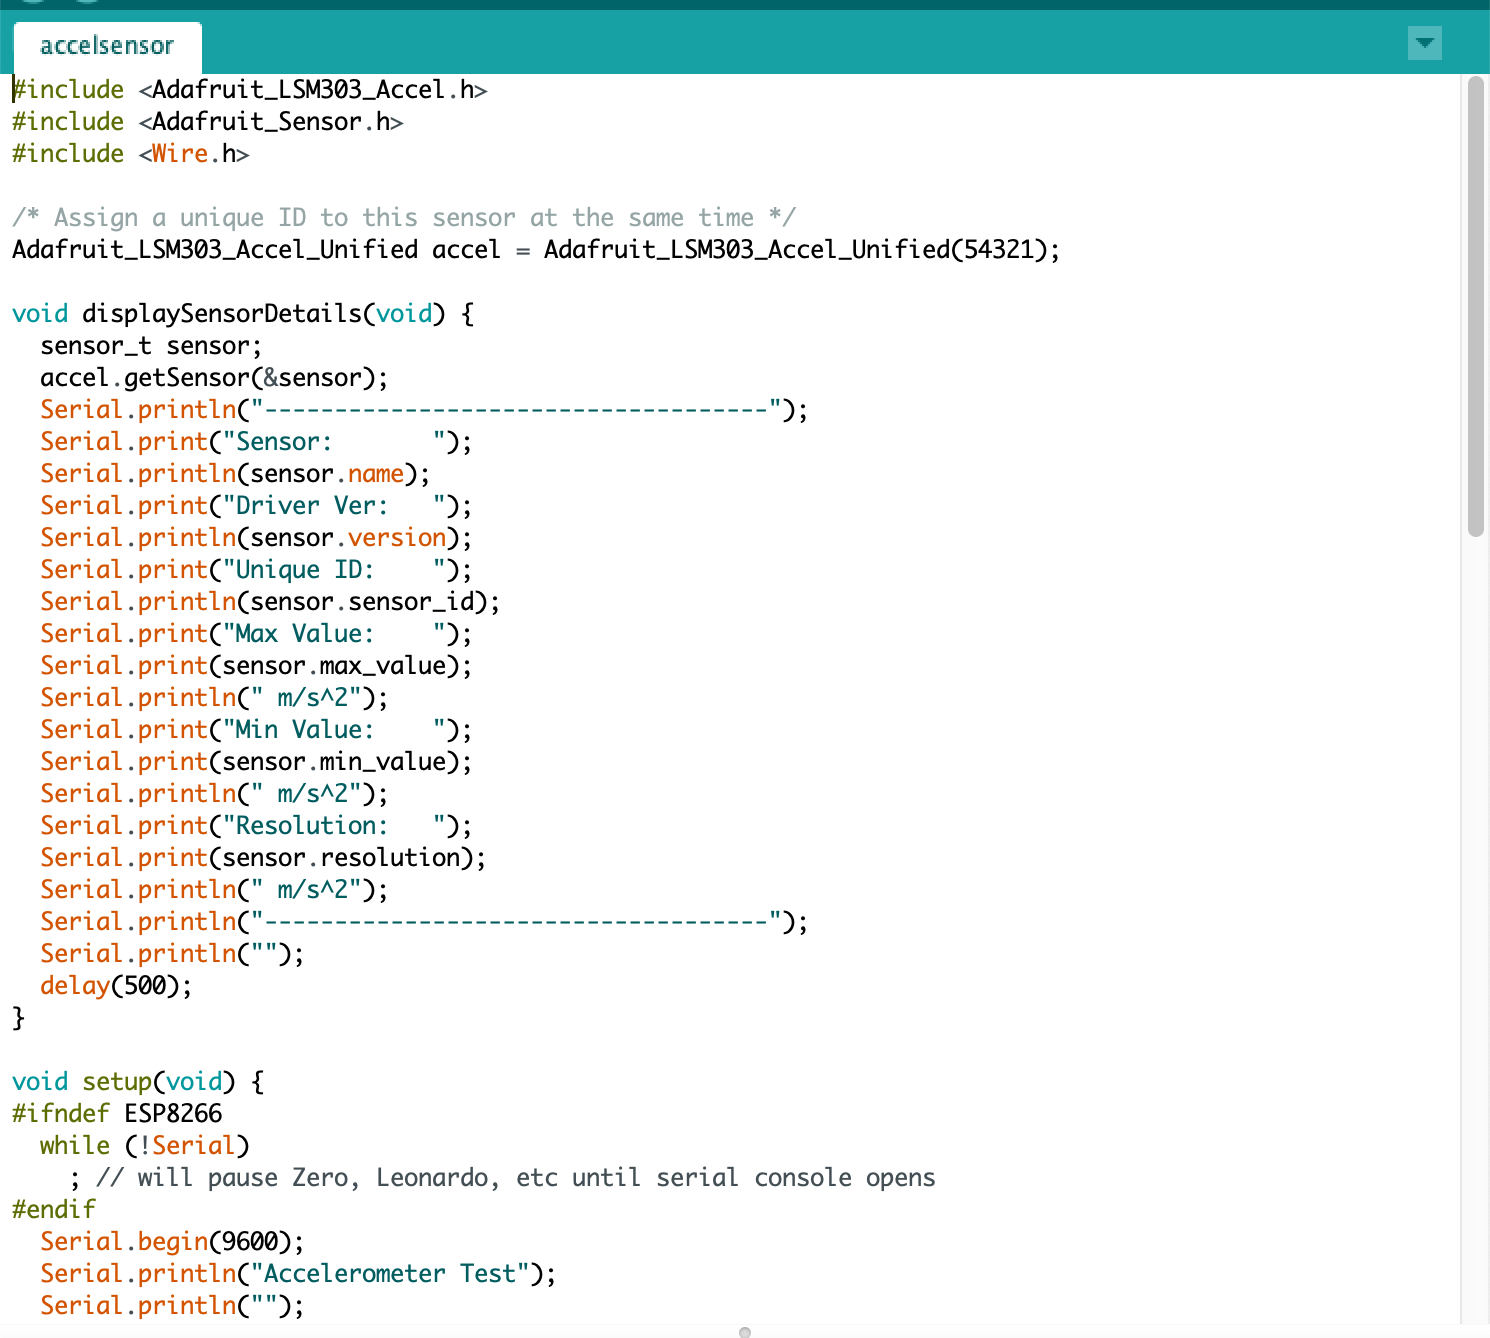 accelsensor
#include <Adafruit_LSM303_Accel.h>
#include <Adafruit_Sensor.h>
#include <Wire.h>

/* Assign a unique ID to this sensor at the same time */
Adafruit_LSM303_Accel_Unified accel = Adafruit_LSM303_Accel_Unified(54321);

void displaySensorDetails(void) {
  sensor_t sensor;
  accel.getSensor(&sensor);
  Serial.println("------------------------------------");
  Serial.print("Sensor:       ");
  Serial.println(sensor.name);
  Serial.print("Driver Ver:   ");
  Serial.println(sensor.version);
  Serial.print("Unique ID:    ");
  Serial.println(sensor.sensor_id);
  Serial.print("Max Value:    ");
  Serial.print(sensor.max_value);
  Serial.println(" m/s^2");
  Serial.print("Min Value:    ");
  Serial.print(sensor.min_value);
  Serial.println(" m/s^2");
  Serial.print("Resolution:   ");
  Serial.print(sensor.resolution);
  Serial.println(" m/s^2");
  Serial.println("------------------------------------");
  Serial.println("");
  delay(500);
}

void setup(void) {
#ifndef ESP8266
  while (!Serial)
    ; // will pause Zero, Leonardo, etc until serial console opens
#endif
  Serial.begin(9600);
  Serial.println("Accelerometer Test");
  Serial.println("");